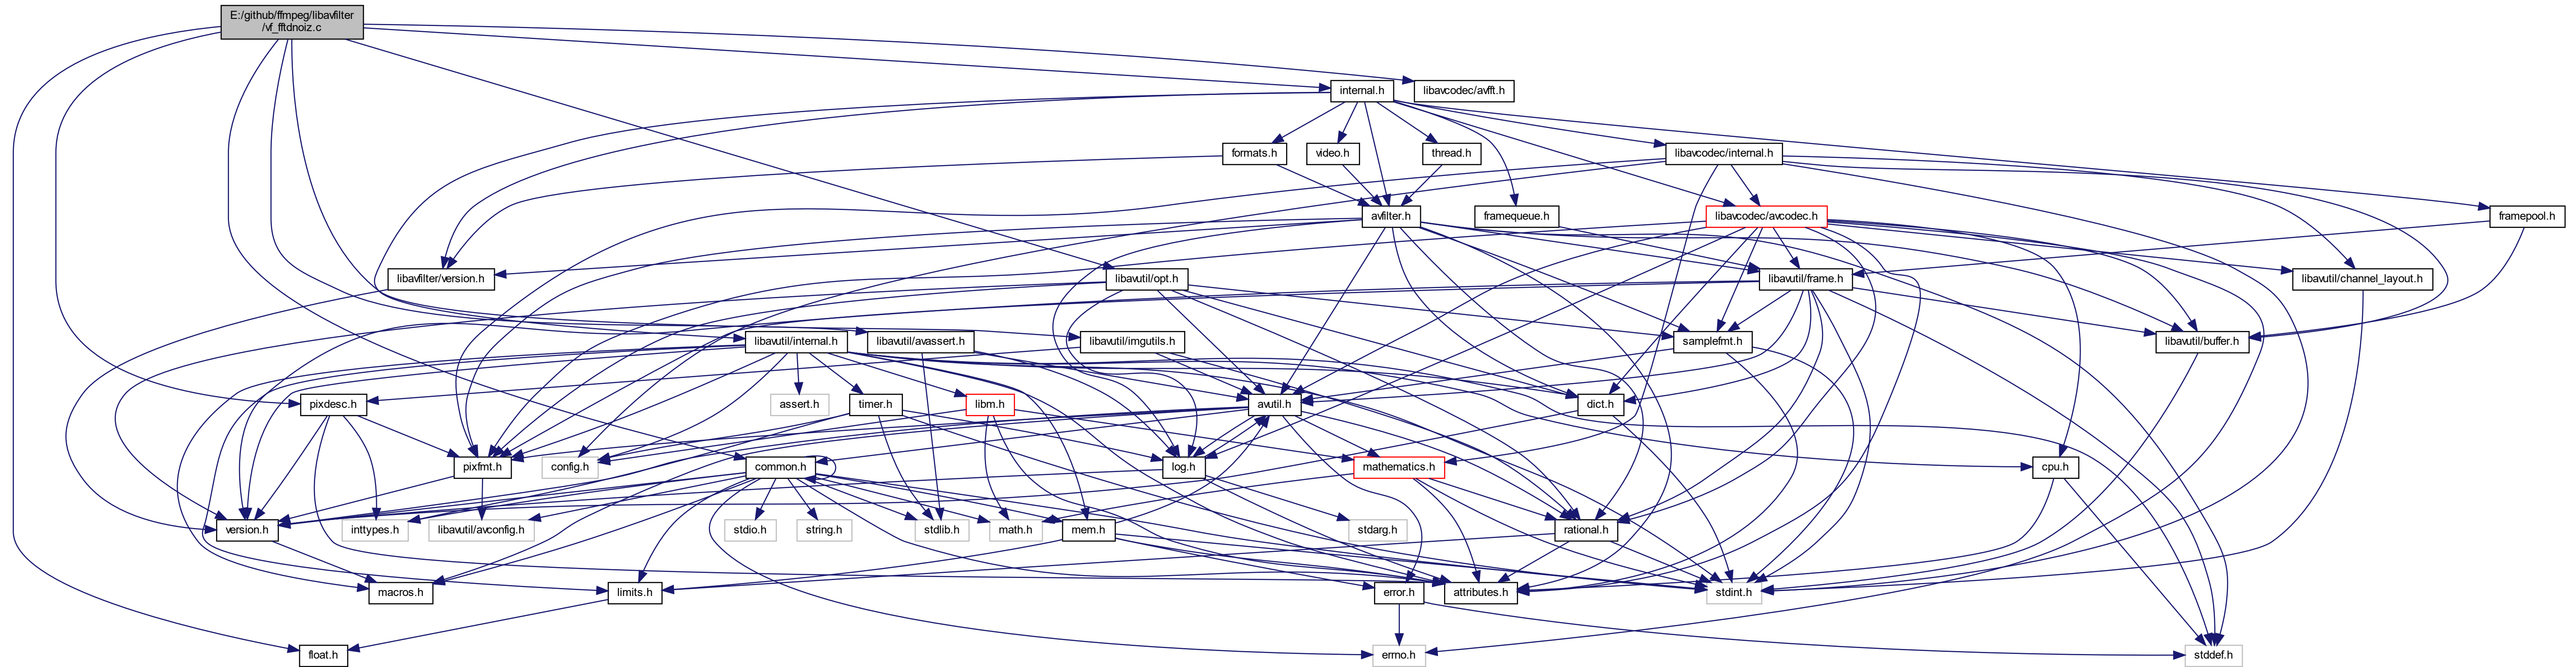 E:/github/ffmpeg/libavfilter
/vf_fftdnoiz.c
internal.h
libavcodec/avfft.h
formats.h
video.h
thread.h
libavcodec/internal.h
avfilter.h
framequeue.h
libavcodec/avcodec.h
framepool.h
libavfilter/version.h
libavutil/opt.h
libavutil/frame.h
libavutil/channel_layout.h
libavutil/internal.h
libavutil/avassert.h
libavutil/imgutils.h
samplefmt.h
libavutil/buffer.h
pixdesc.h
assert.h
timer.h
libm.h
avutil.h
dict.h
pixfmt.h
config.h
common.h
log.h
mathematics.h
cpu.h
version.h
inttypes.h
libavutil/avconfig.h
stdio.h
string.h
stdlib.h
math.h
mem.h
stdarg.h
rational.h
macros.h
limits.h
error.h
attributes.h
stdint.h
float.h
errno.h
stddef.h